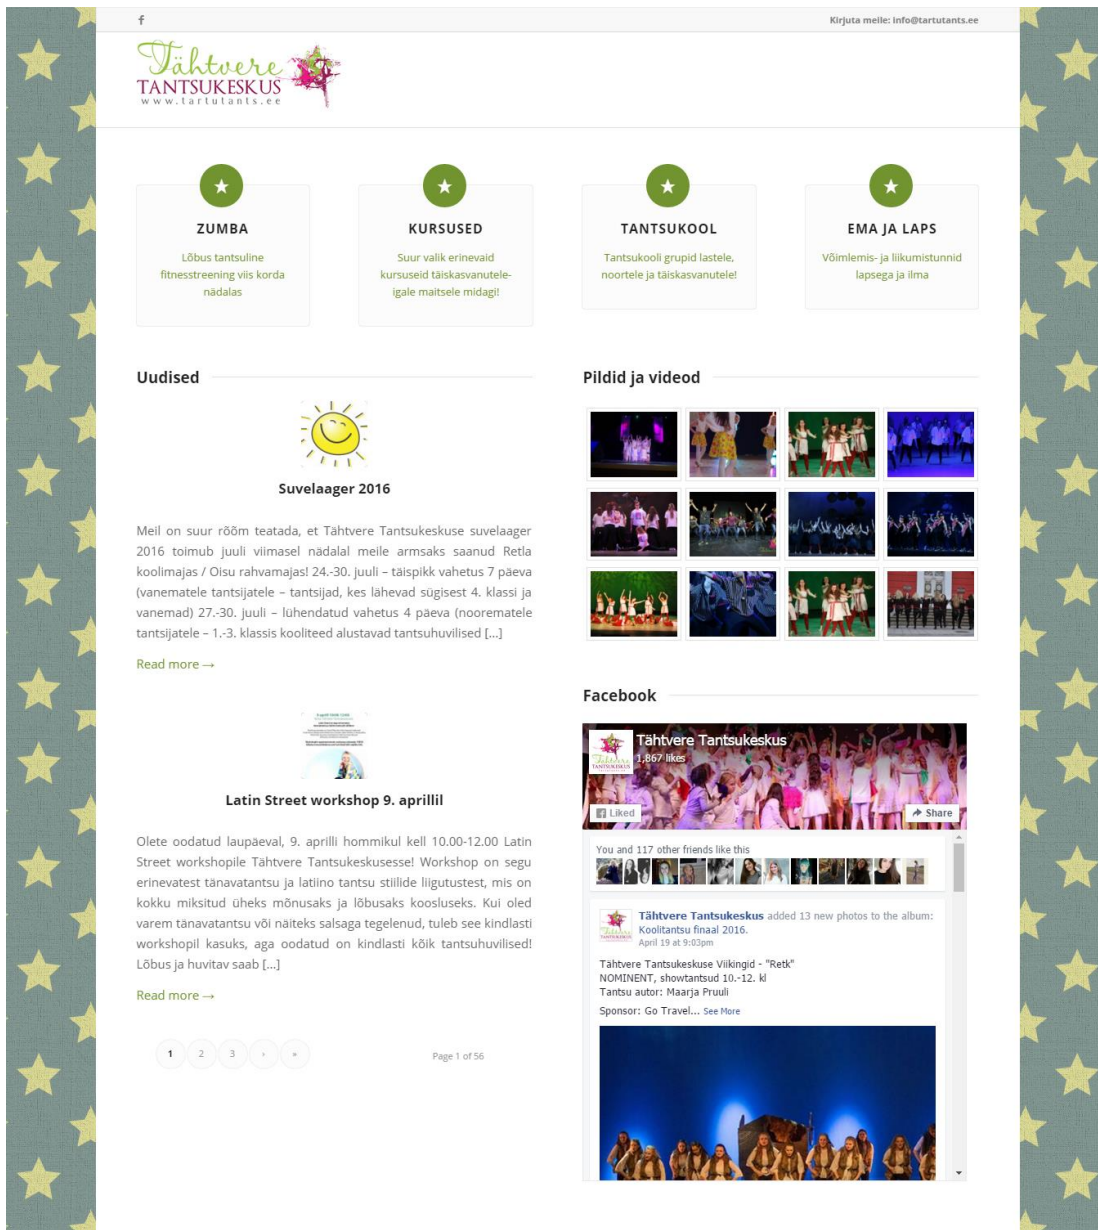 Kirjuta meile: info@tartutants.ee
Tähtvere
TANTSUKESKUS
www.tartutants.ee
ZUMBA
Lõbus tantsuline
fitnesstreening viis korda
nädalas
KURSUSED
Suur valik erinevaid
kursuseid täiskasvanutele-
igale maitsele midagi!
TANTSUKOOL
Tantsukooli grupid lastele,
noortele ja täiskasvanutele!
EMA JA LAPS
Võimlemis- ja liikumistunnid
lapsega ja ilma
Uudised
Suvelaager 2016
Meil on suur rõõm teatada, et Tähtvere Tantsukeskuse suvelaager
2016 toimub juuli viimasel nädalal meile armsaks saanud Retla
koolimajas / Oisu rahvamajas! 24.-30. juuli – täispikk vahetus 7 päeva
(vanematele tantsijatele – tantsijad, kes lähevad sügisest 4. klassi ja
vanemad) 27.-30. juuli – lühendatud vahetus 4 päeva (noorematele
tantsijatele – 1.-3. klassis kooliteed alustavad tantsuhuvilised [...]
Read more →
Latin Street workshop 9. aprillil
Olete oodatud laupäeval, 9. aprilli hommikul kell 10.00-12.00 Latin
Street workshopile Tähtvere Tantsukeskusesse! Workshop on segu
erinevatest tänavatantsu ja latiino tantsu stiilide liigutustest, mis on
kokku miksitud üheks mõnusaks ja lõbusaks koosluseks. Kui oled
varem tänavatantsu või näiteks salsaga tegelenud, tuleb see kindlasti
workshopil kasuks, aga oodatud on kindlasti kõik tantsuhuvilised!
Lõbus ja huvitav saab [...]
Read more →
1 2 3 › »
Page 1 of 56
Pildid ja videod
Facebook
Tähtvere Tantsukeskus
1,867 likes
Tähtvere
TANTSUKESKUS
Liked
Share
You and 117 other friends like this
Tähtvere Tantsukeskus added 13 new photos to the album:
Koolitantsu finaal 2016.
April 19 at 9:03pm
Tähtvere Tantsukeskuse Viikingid - "Retk"
NOMINENT, showtantsud 10.-12. kl
Tantsu autor: Maarja Pruuli
Sponsor: Go Travel... See More